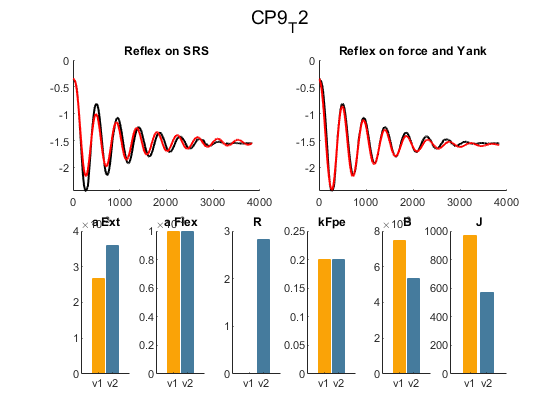 CP9_T2
Reflex on SRS Reflex on force and Yank
0 0
-0.5 -0.5
-1 -1
-1.5 -1.5
-2 -2
0 1000 2000 3000 4000 0 1000 2000 3000 4000
a Ext a Flex R kFpe B J
4 1 3 0.25 8 1000
3 0.8 2 0.2 6 800
2 0.6 1 0.15 4 600
1 0.4 0 0.1 2 400
0 0.2 0.05 0 200
0 0 0
v1 v2 v1 v2 v1 v2 v1 v2 v1 v2 v1 v2